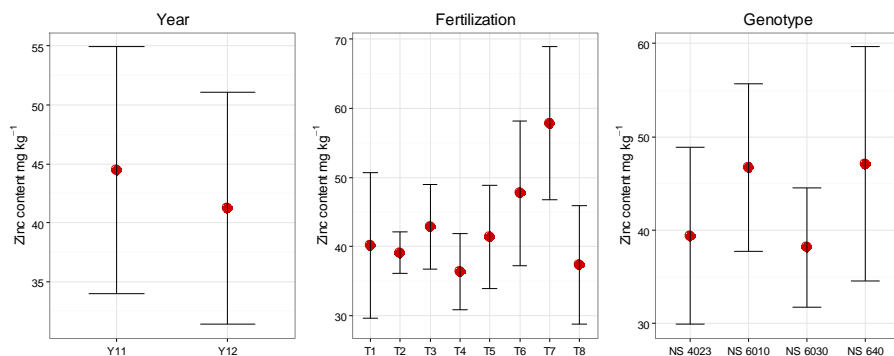 Year
Zinc content mg kg⁻¹
55
50
45
40
35
Y11
Y12
Fertilization
Zinc content mg kg⁻¹
70
60
50
40
30
T1
T2
T3
T4
T5
T6
T7
T8
Genotype
Zinc content mg kg⁻¹
60
50
40
30
NS 4023
NS 6010
NS 6030
NS 640